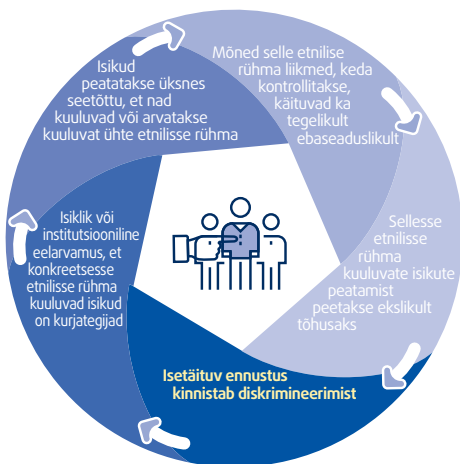 Isikud
peatatakse üksnes
seetõttu, et nad
kuuluvad või arvatakse
kuuluvat ühte etnilisse rühma
Mõned selle etnilise
rühma liikmed, keda
kontrollitakse,
käituvad ka
tegelikult
ebaseaduslikult
Sellesse
etnilisse
rühma
kuuluvate isikute
peatamist
peetakse ekslikult
tõhusaks
Isetäituv ennustus
kinnistab diskrimineerimist
Isiklik või
institutsiooniline
eelarvamus, et
konkreetsesse
etnilisse rühma
kuuluvad isikud
on kurjategijad